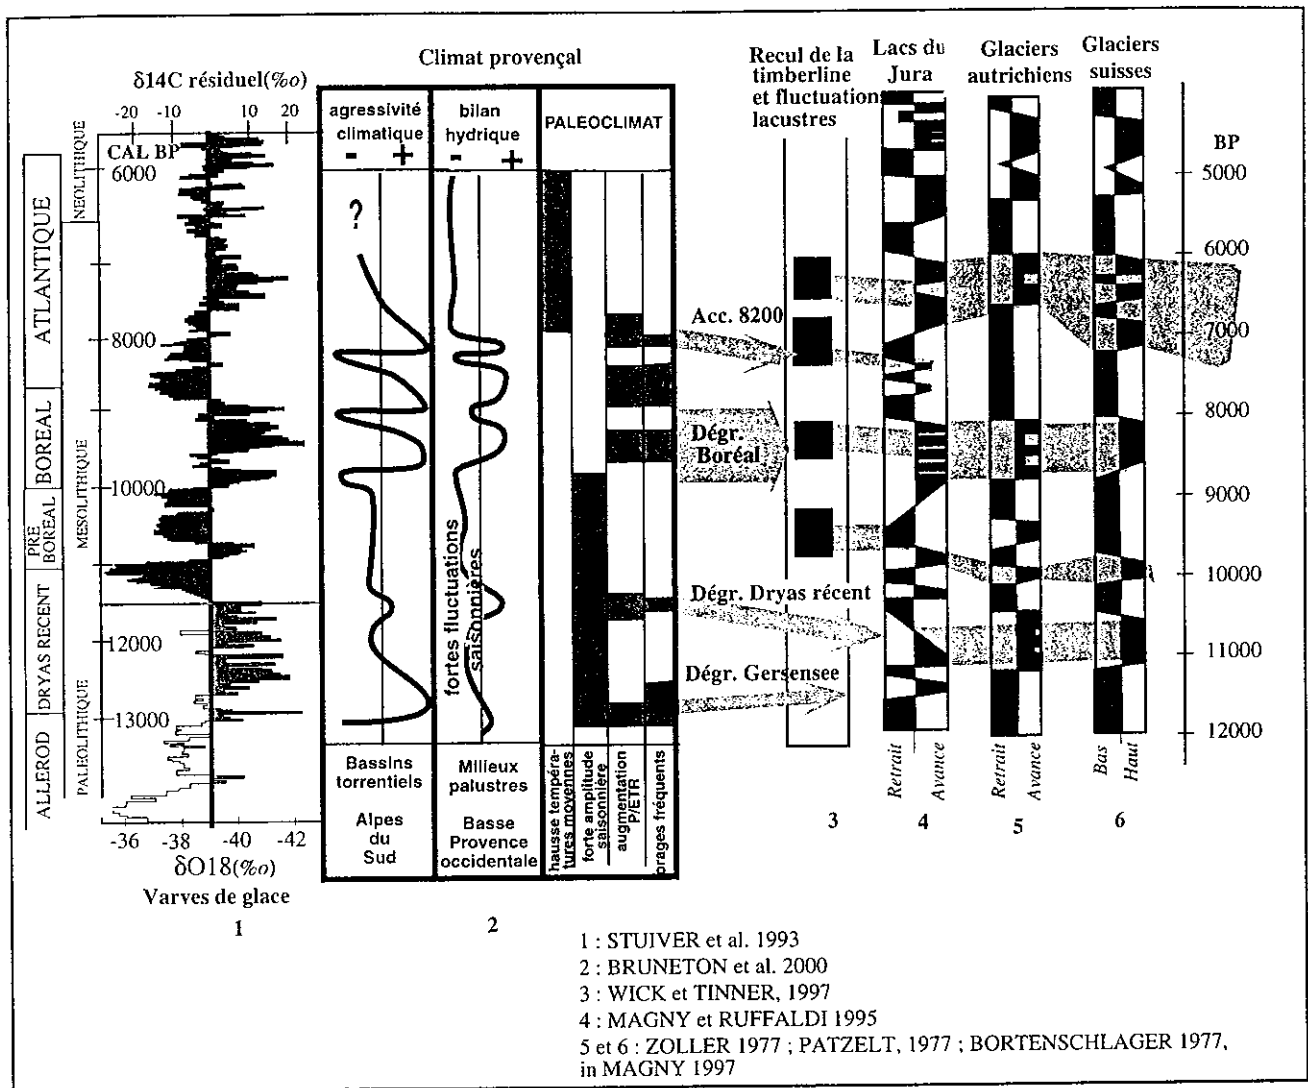 Climat provençal
δ14C résiduel(‰)
-20 -10 0 10 20
CAL BP
6000
8000
10000
12000
13000
ATLANTIQUE
BOREAL
PRE
BOREAL
DRYAS RECENT
ALLEROD
NEOLITHIQUE
MESOLITHIQUE
PALEOLITHIQUE
-36 -38 -40 -42
δO18(‰)
Varves de glace
1
agressivité
climatique
- +
?
Bassins
torrentiels
Alpes
du
Sud
bilan
hydrique
- +
fortes fluctuations
saisonnières
Milieux
palustres
Basse
Provence
occidentale
2
PALEOCLIMAT
hausse tempéra-
tures moyennes
forte amplitude
saisonnière
augmentation
P/ETR
orages fréquents
Acc. 8200
Dégr.
Boréal
Dégr. Dryas récent
Dégr. Gersensee
Recul de la
timberline
et fluctuations
lacustres
3
Lacs du
Jura
Retrait
Avance
4
Glaciers
autrichiens
Retrait
Avance
5
Glaciers
suisses
Bas
Haut
6
BP
5000
6000
7000
8000
9000
10000
11000
12000
1 : STUIVER et al. 1993
2 : BRUNETON et al. 2000
3 : WICK et TINNER, 1997
4 : MAGNY et RUFFALDI 1995
5 et 6 : ZOLLER 1977 ; PATZELT, 1977 ; BORTENSCHLAGER 1977,
in MAGNY 1997